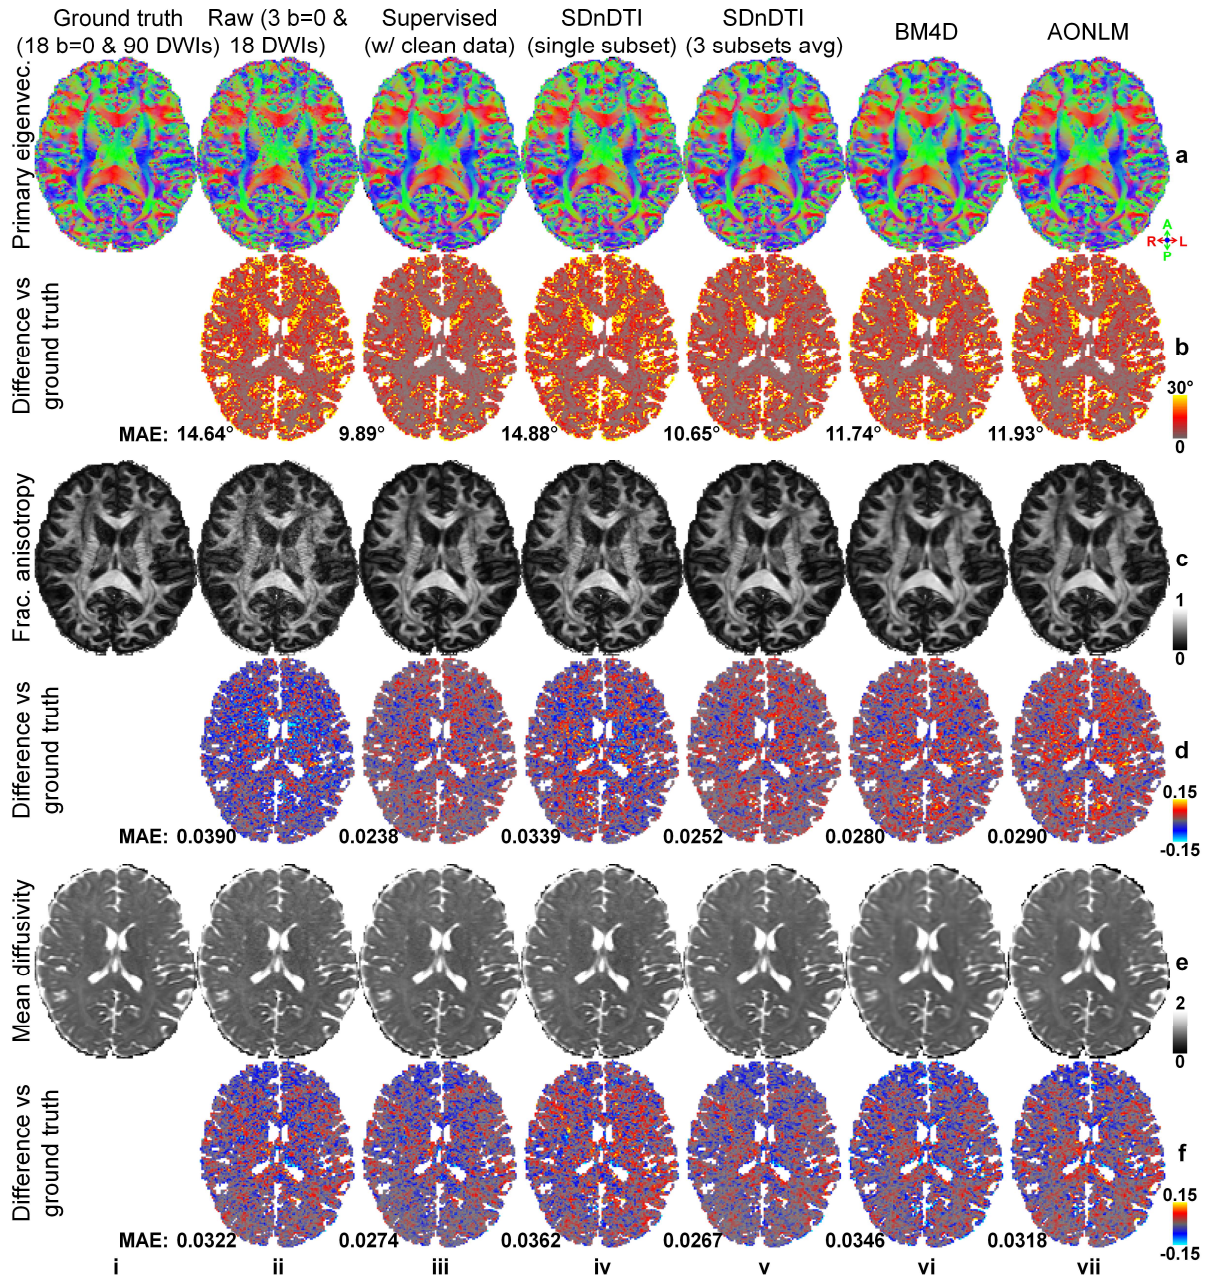 Ground truth
(18 b=0 & 90 DWIs)
Raw (3 b=0 &
18 DWIs)
Supervised
(w/ clean data)
SDnDTI
(single subset)
SDnDTI
(3 subsets avg)
BM4D
AONLM
Primary eigenvec.
a
A
R L
P
Difference vs
ground truth
b
30°
0
MAE: 14.64° 9.89° 14.88° 10.65° 11.74° 11.93°
Frac. anisotropy
c
1
0
Difference vs
ground truth
d
0.15
-0.15
MAE: 0.0390 0.0238 0.0339 0.0252 0.0280 0.0290
Mean diffusivity
e
2
0
Difference vs
ground truth
f
0.15
-0.15
MAE: 0.0322 0.0274 0.0362 0.0267 0.0346 0.0318
i ii iii iv v vi vii